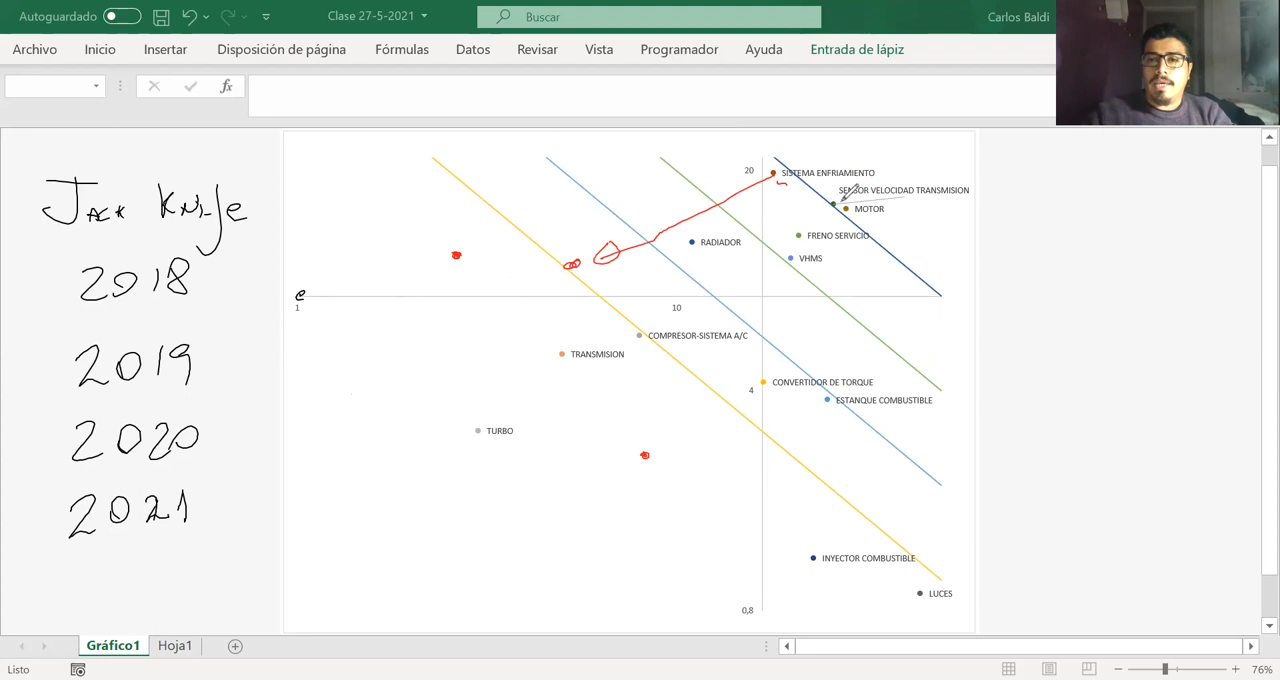 Autoguardado
Clase 27-5-2021
Buscar
Carlos Baldi
Archivo Inicio Insertar Disposición de página Fórmulas Datos Revisar Vista Programador Ayuda Entrada de lápiz
fx
Jack Knife
2018
2019
2020
2021
20
SISTEMA ENFRIAMIENTO
SENSOR VELOCIDAD TRANSMISION
MOTOR
FRENO SERVICIO
RADIADOR
VHMS
e
1
10
COMPRESOR-SISTEMA A/C
TRANSMISION
CONVERTIDOR DE TORQUE
4
ESTANQUE COMBUSTIBLE
TURBO
INYECTOR COMBUSTIBLE
LUCES
0,8
Gráfico1 Hoja1
Listo
76%